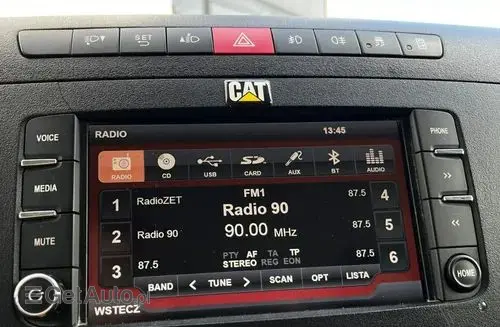 SET
CAT
VOICE
MEDIA
MUTE
PHONE
HOME
RADIO
13:45
RADIO CD USB CARD AUX BT AUDIO
FM1
1 RadioZET 87.5 4
Radio 90
2 Radio 90 90.00 MHz 87.5 5
PTY AF TA TP
STEREO REG EON
3 87.5 87.5 6
BAND < TUNE > SCAN OPT LISTA
WSTECZ
GetAuto.pl